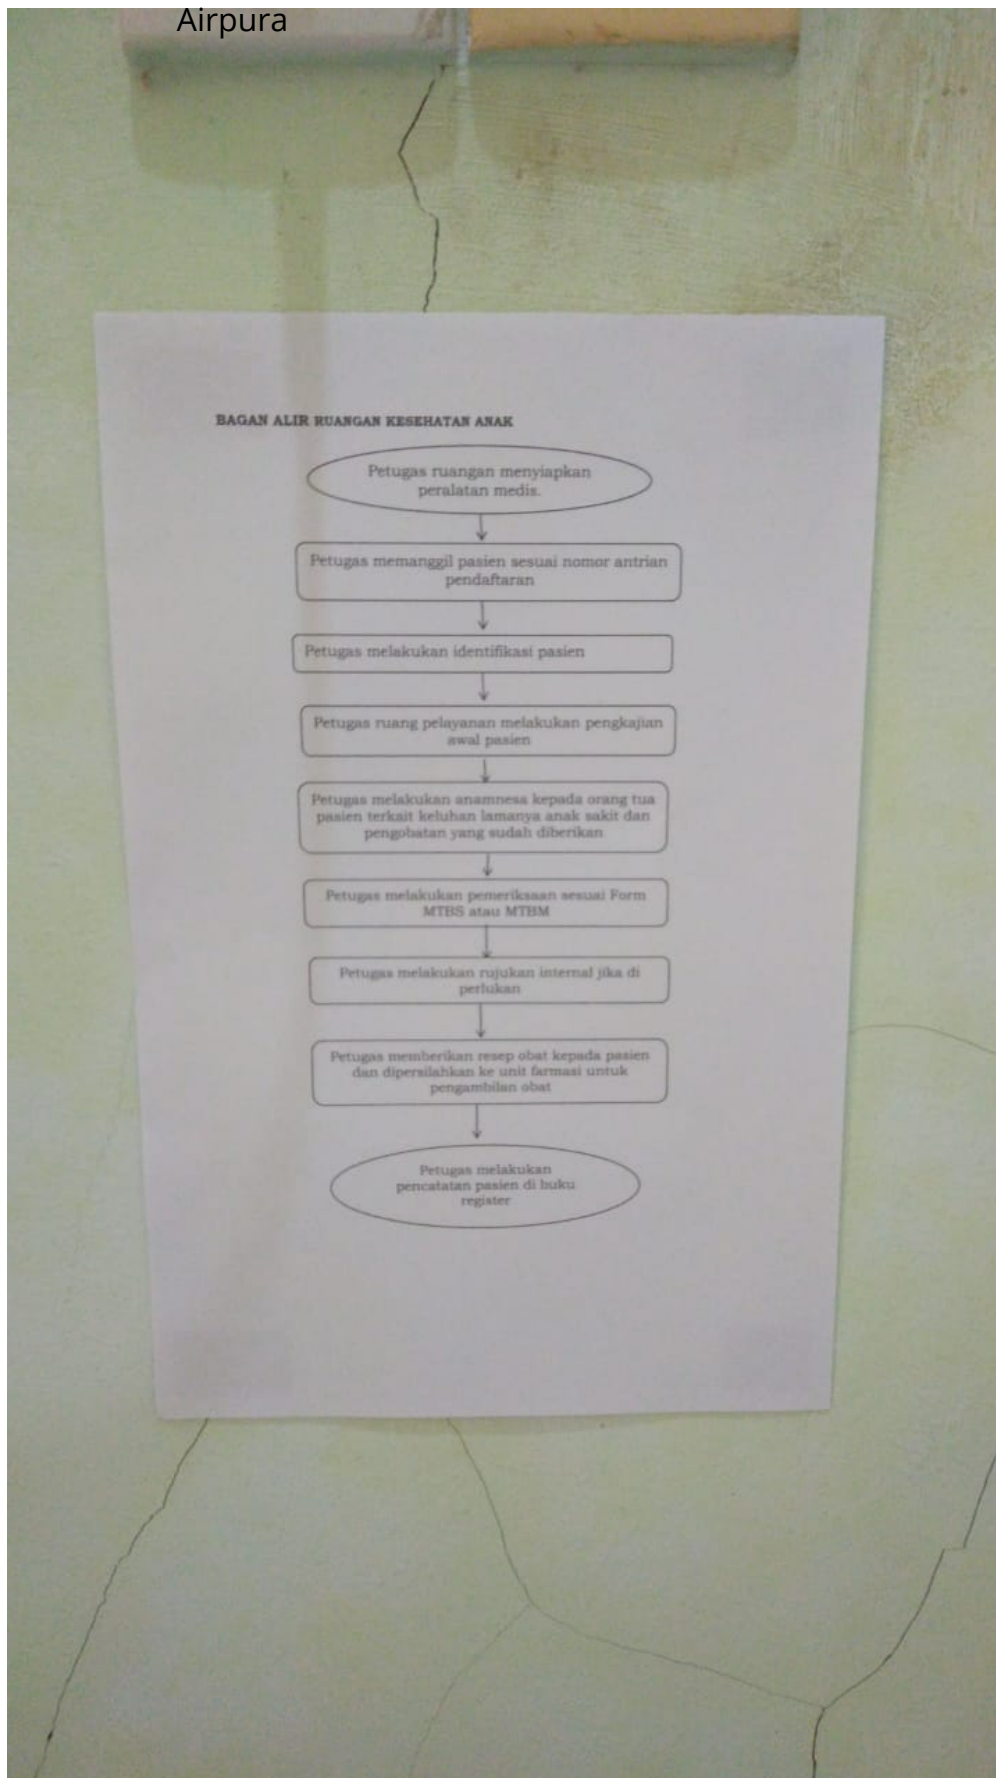 Airpura
BAGAN ALIR RUANGAN KESEHATAN ANAK
Petugas ruangan menyiapkan
peralatan medis.
Petugas memanggil pasien sesuai nomor antrian
pendaftaran
Petugas melakukan identifikasi pasien
Petugas ruang pelayanan melakukan pengkajian
awal pasien
Petugas melakukan anamnesa kepada orang tua
pasien terkait keluhan lamanya anak sakit dan
pengobatan yang sudah diberikan
Petugas melakukan pemeriksaan sesuai Form
MTBS atau MTBM
Petugas melakukan rujukan internal jika di
perlukan
Petugas memberikan resep obat kepada pasien
dan dipersilahkan ke unit farmasi untuk
pengambilan obat
Petugas melakukan
pencatatan pasien di buku
register